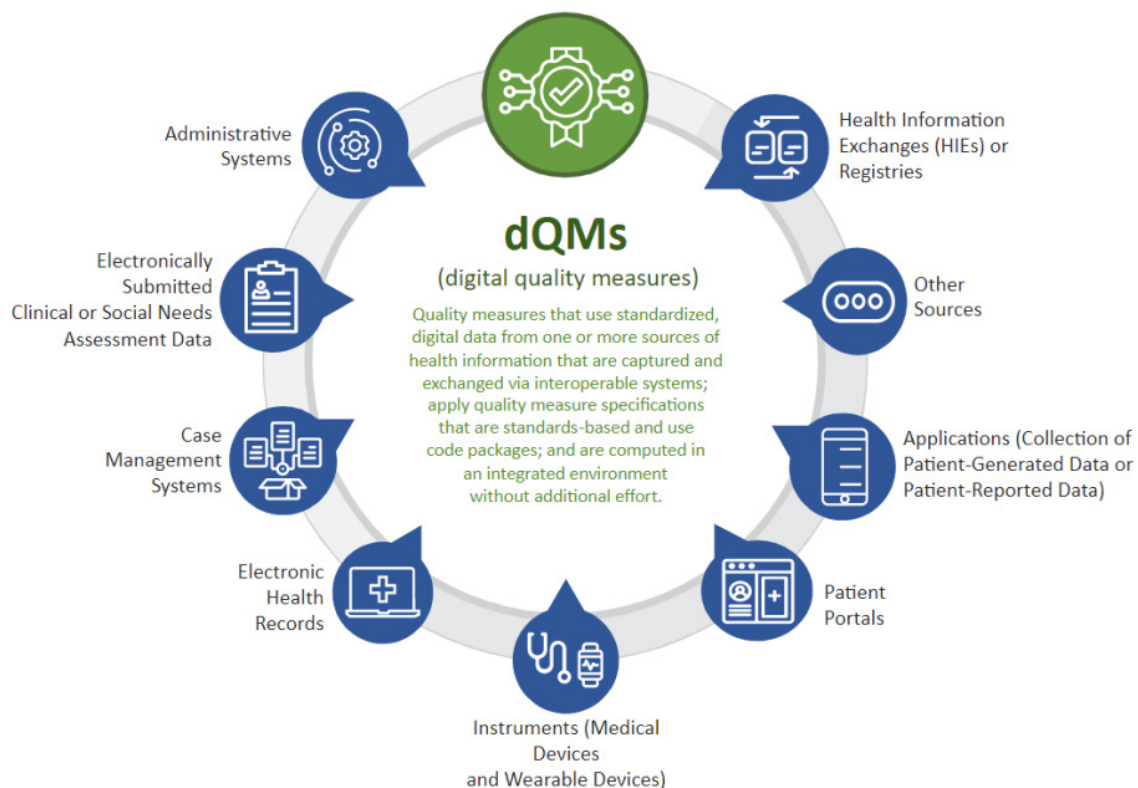 dQMs
(digital quality measures)
Quality measures that use standardized,
digital data from one or more sources of
health information that are captured and
exchanged via interoperable systems;
apply quality measure specifications
that are standards-based and use
code packages; and are computed in
an integrated environment
without additional effort.
Health Information
Exchanges (HIEs) or
Registries
Other
Sources
Applications (Collection of
Patient-Generated Data or
Patient-Reported Data)
Patient
Portals
Instruments (Medical
Devices
and Wearable Devices)
Electronic
Health
Records
Case
Management
Systems
Electronically
Submitted
Clinical or Social Needs
Assessment Data
Administrative
Systems